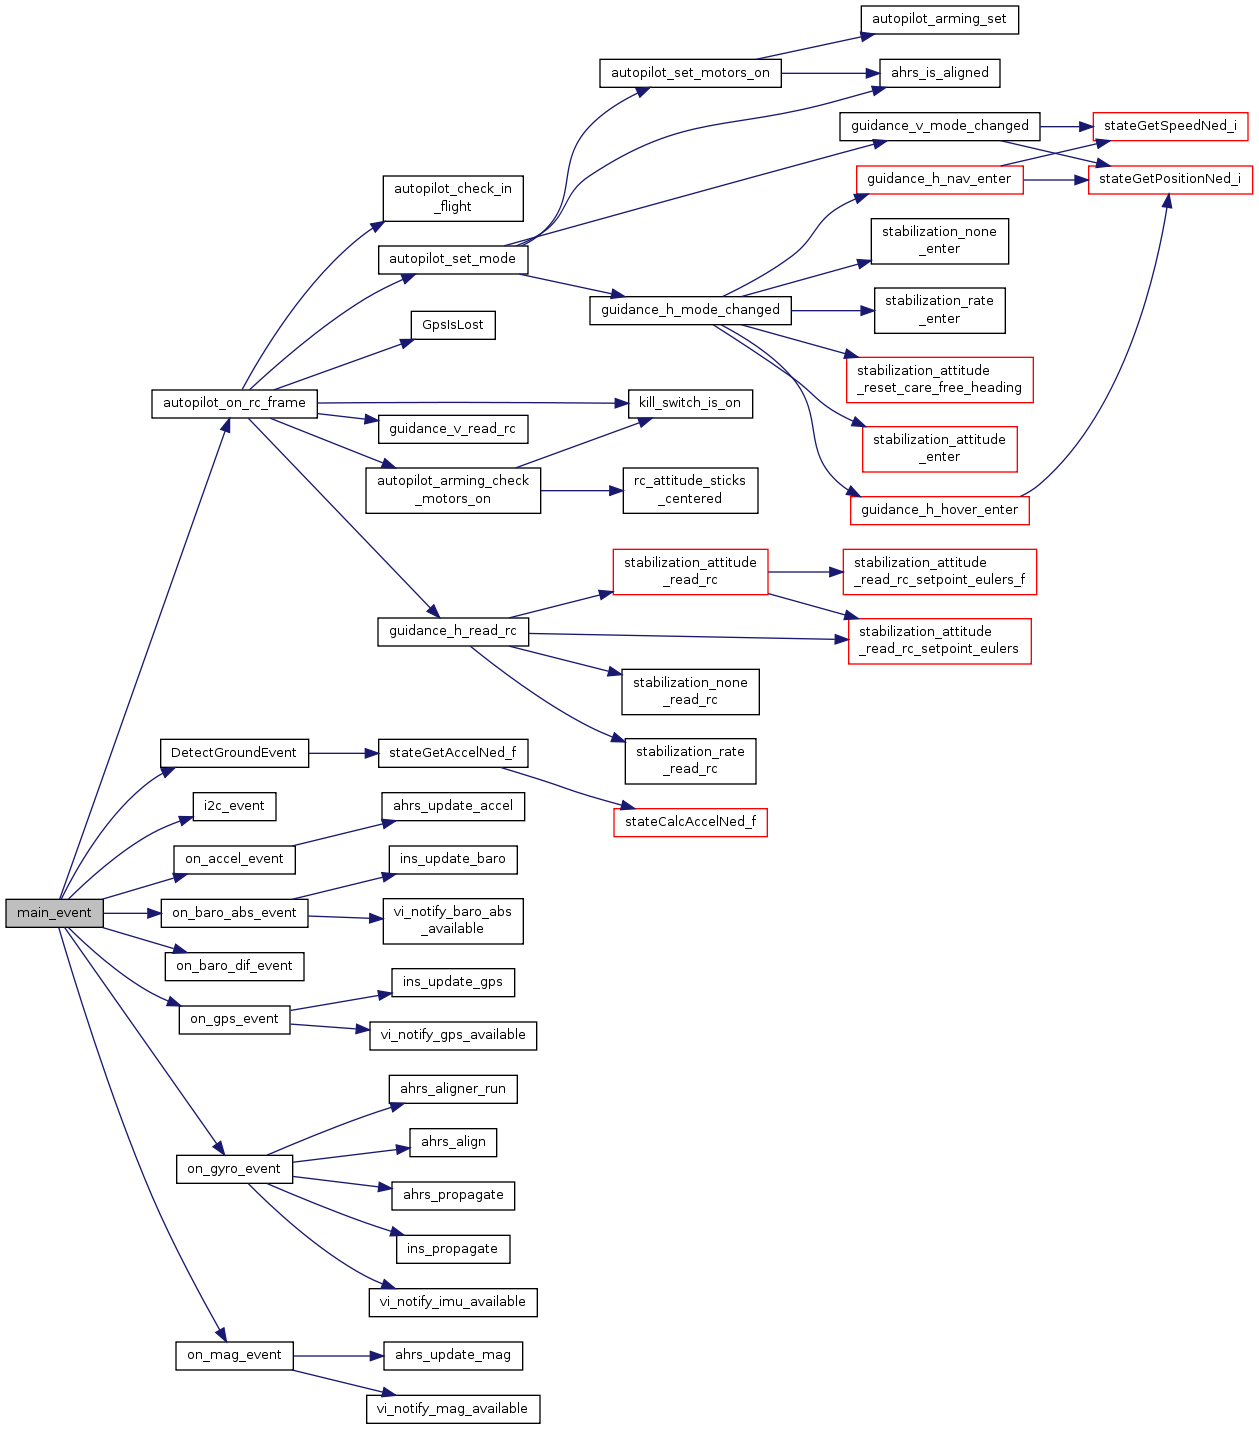 autopilot_arming_set
autopilot_set_motors_on
ahrs_is_aligned
guidance_v_mode_changed
stateGetSpeedNed_i
guidance_h_nav_enter
stateGetPositionNed_i
autopilot_check_in
_flight
stabilization_none
_enter
autopilot_set_mode
stabilization_rate
_enter
guidance_h_mode_changed
GpsIsLost
stabilization_attitude
_reset_care_free_heading
autopilot_on_rc_frame
kill_switch_is_on
guidance_v_read_rc
stabilization_attitude
_enter
autopilot_arming_check
_motors_on
rc_attitude_sticks
_centered
guidance_h_hover_enter
stabilization_attitude
_read_rc
stabilization_attitude
_read_rc_setpoint_eulers_f
guidance_h_read_rc
stabilization_attitude
_read_rc_setpoint_eulers
stabilization_none
_read_rc
DetectGroundEvent
stateGetAccelNed_f
stabilization_rate
_read_rc
i2c_event
ahrs_update_accel
stateCalcAccelNed_f
on_accel_event
ins_update_baro
main_event
on_baro_abs_event
vi_notify_baro_abs
_available
on_baro_dif_event
ins_update_gps
on_gps_event
vi_notify_gps_available
ahrs_aligner_run
ahrs_align
on_gyro_event
ahrs_propagate
ins_propagate
vi_notify_imu_available
on_mag_event
ahrs_update_mag
vi_notify_mag_available